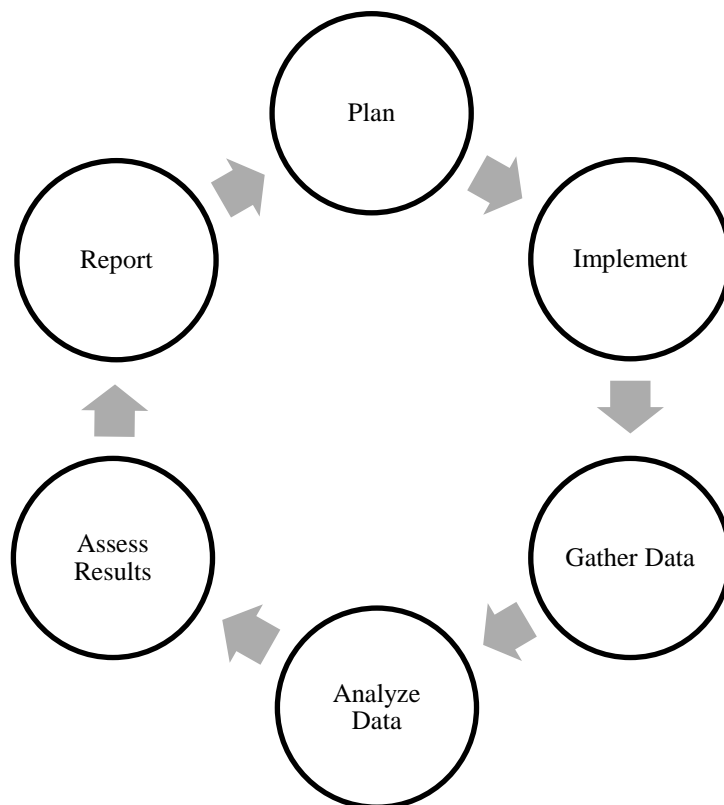 Plan
Implement
Gather Data
Analyze
Data
Assess
Results
Report